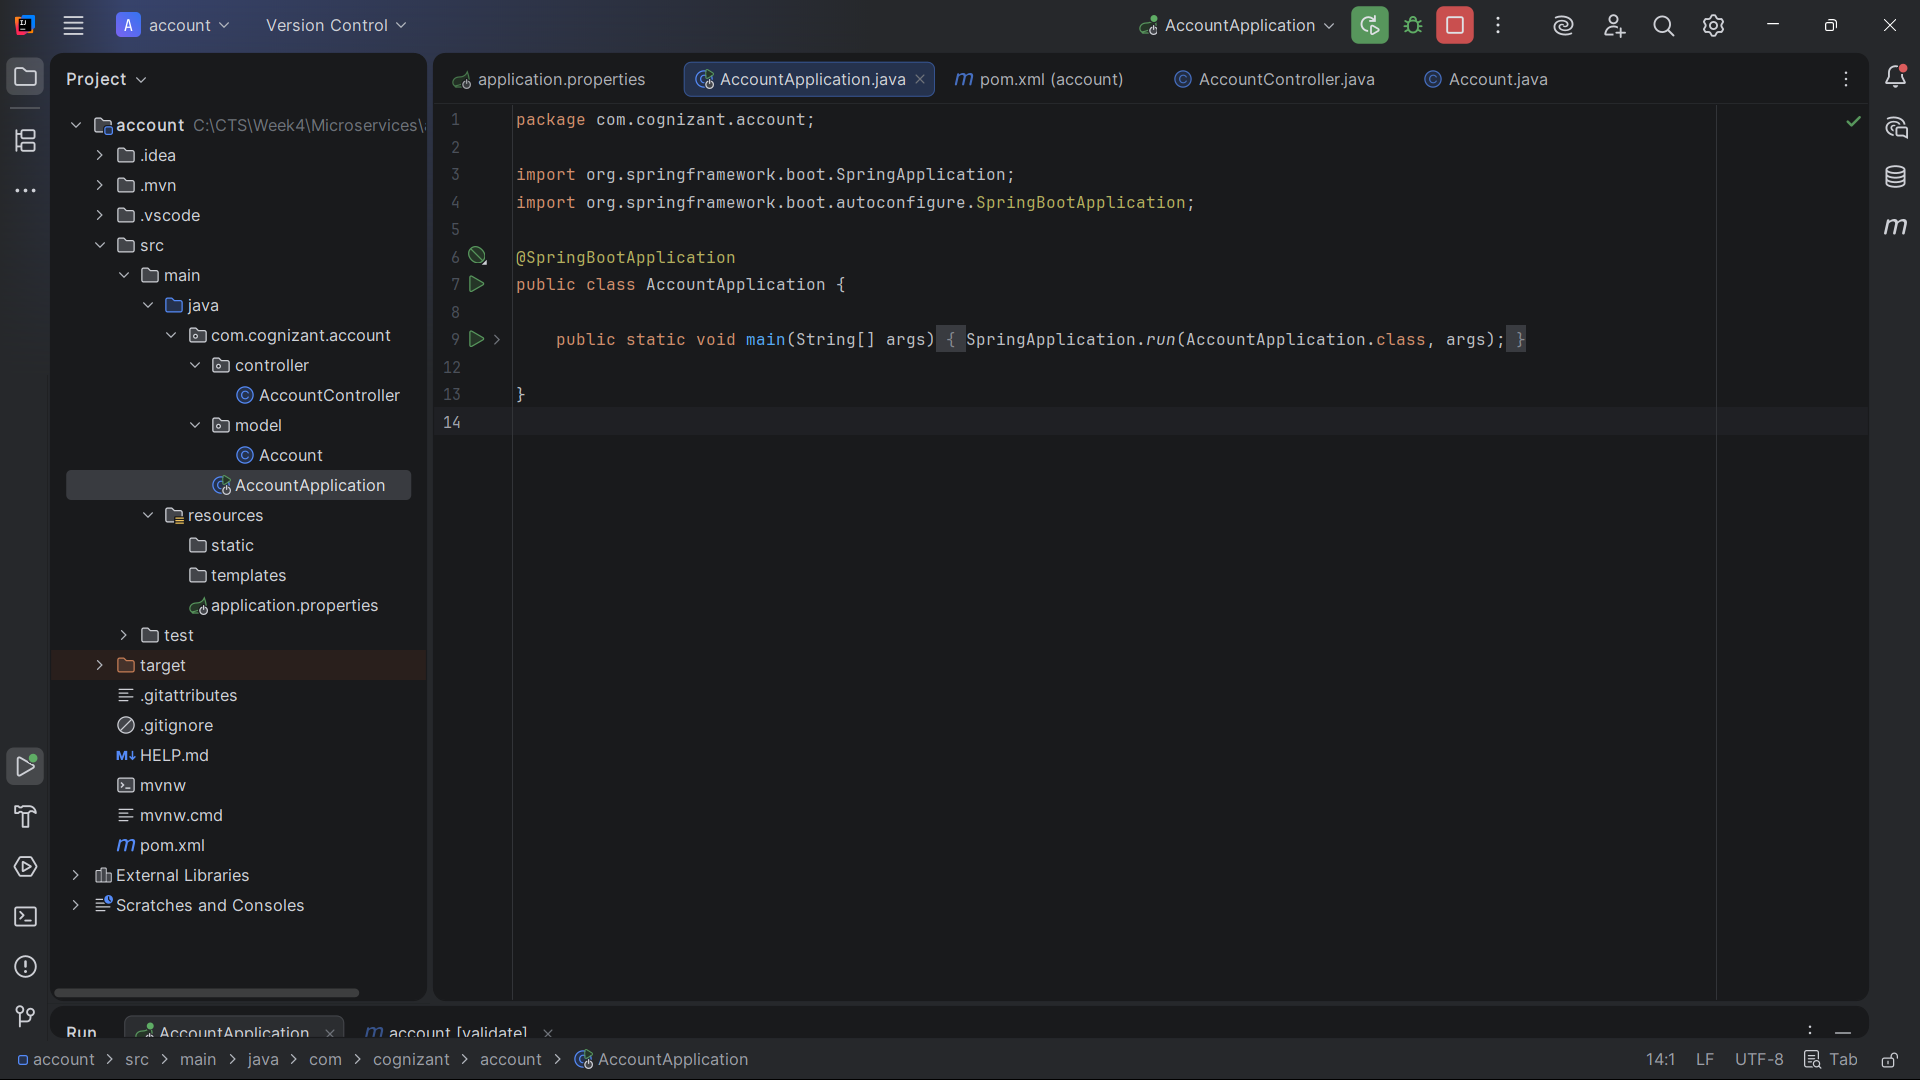 A account Version Control AccountApplication
Project
application.properties AccountApplication.java pom.xml (account) AccountController.java Account.java
account C:\CTS\Week4\Microservices\
.idea
.mvn
.vscode
src
main
java
com.cognizant.account
controller
AccountController
model
Account
AccountApplication
resources
static
templates
application.properties
test
target
.gitattributes
.gitignore
M↓ HELP.md
mvnw
mvnw.cmd
m pom.xml
External Libraries
Scratches and Consoles
1 package com.cognizant.account;
2
3 import org.springframework.boot.SpringApplication;
4 import org.springframework.boot.autoconfigure.SpringBootApplication;
5
6 @SpringBootApplication
7 public class AccountApplication {
8
9 public static void main(String[] args) { SpringApplication.run(AccountApplication.class, args); }
12
13 }
14
Run AccountApplication account [validate]
account > src > main > java > com > cognizant > account > AccountApplication 14:1 LF UTF-8 Tab